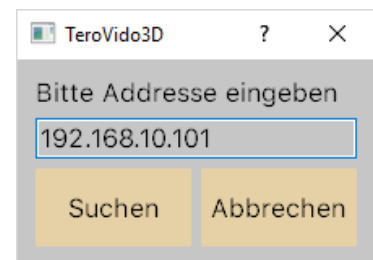 TeroVido3D ?
Bitte Addresse eingeben
192.168.10.101
Suchen Abbrechen